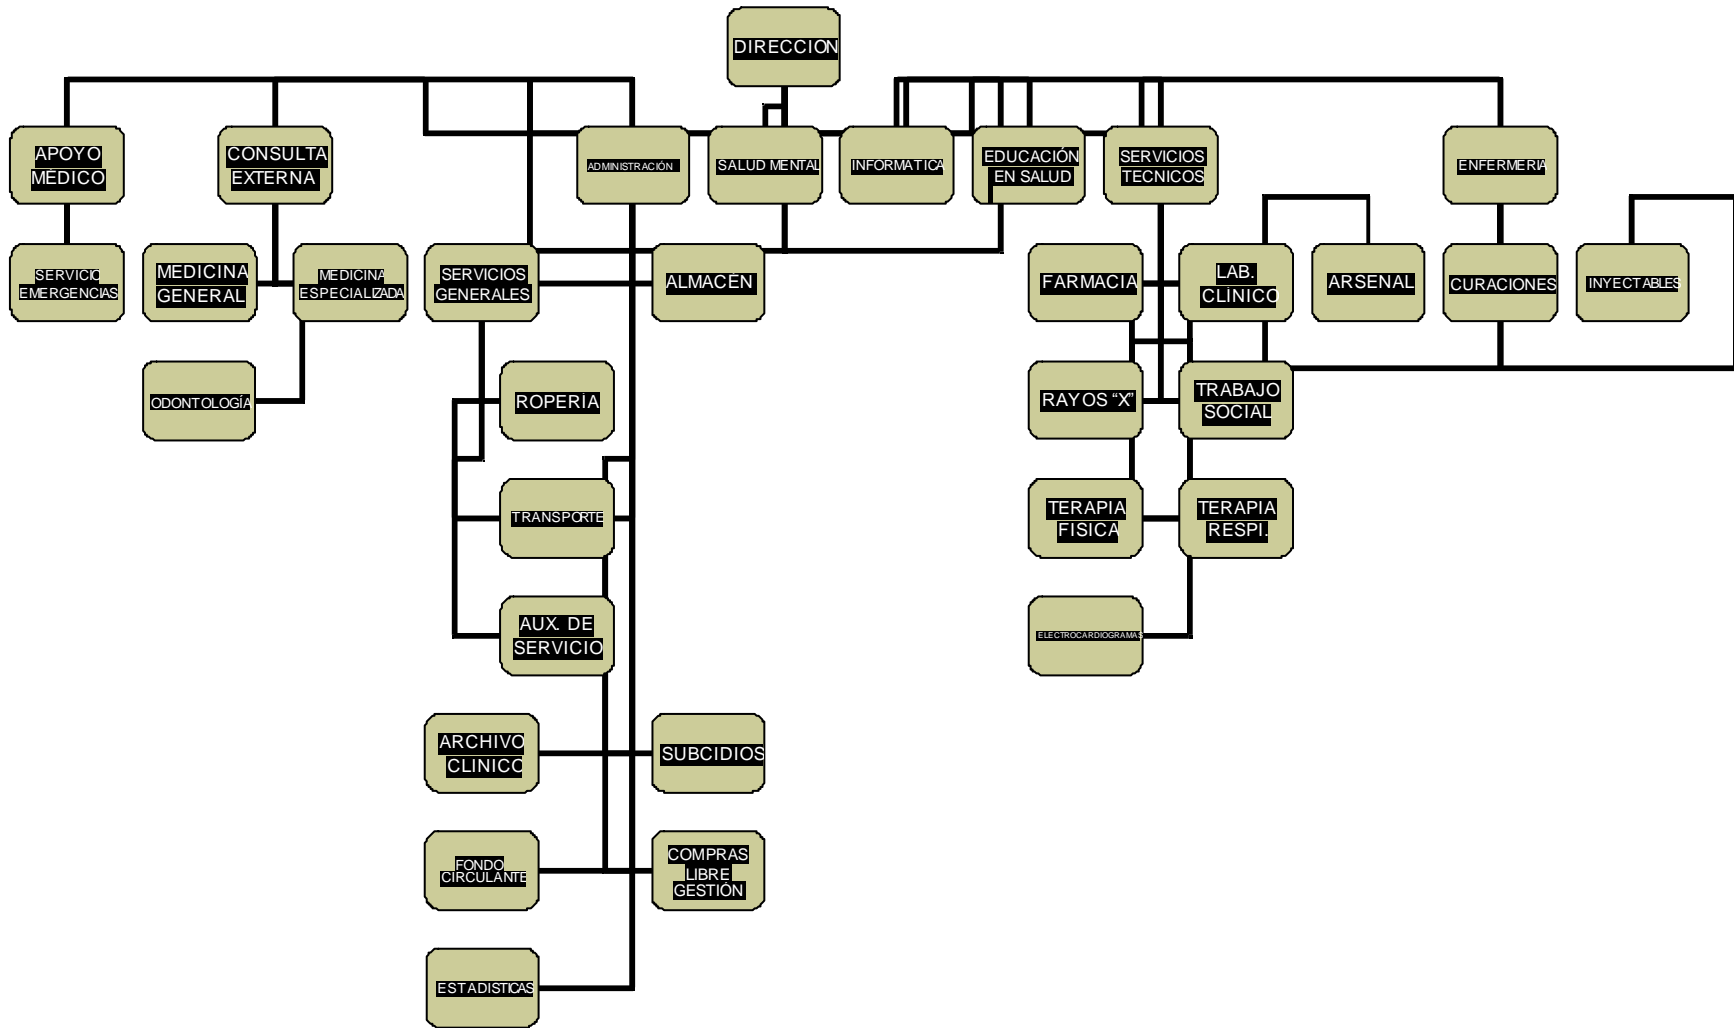 DIRECCION
APOYO
MÉDICO
CONSULTA
EXTERNA
ADMINISTRACIÓN
SALUD MENTAL
INFORMATICA
EDUCACIÓN
EN SALUD
SERVICIOS
TECNICOS
ENFERMERIA
SERVICIO
EMERGENCIAS
MEDICINA
GENERAL
MEDICINA
ESPECIALIZADA
SERVICIOS
GENERALES
ALMACÉN
FARMACIA
LAB.
CLÍNICO
ARSENAL
CURACIONES
INYECTABLES
ODONTOLOGÍA
ROPERÍA
RAYOS “X”
TRABAJO
SOCIAL
TRANSPORTE
TERAPIA
FISICA
TERAPIA
RESPI.
AUX. DE
SERVICIO
ELECTROCARDIOGRAMAS
ARCHIVO
CLINICO
SUBCIDIOS
FONDO
CIRCULANTE
COMPRAS
LIBRE
GESTIÓN
ESTADISTICAS